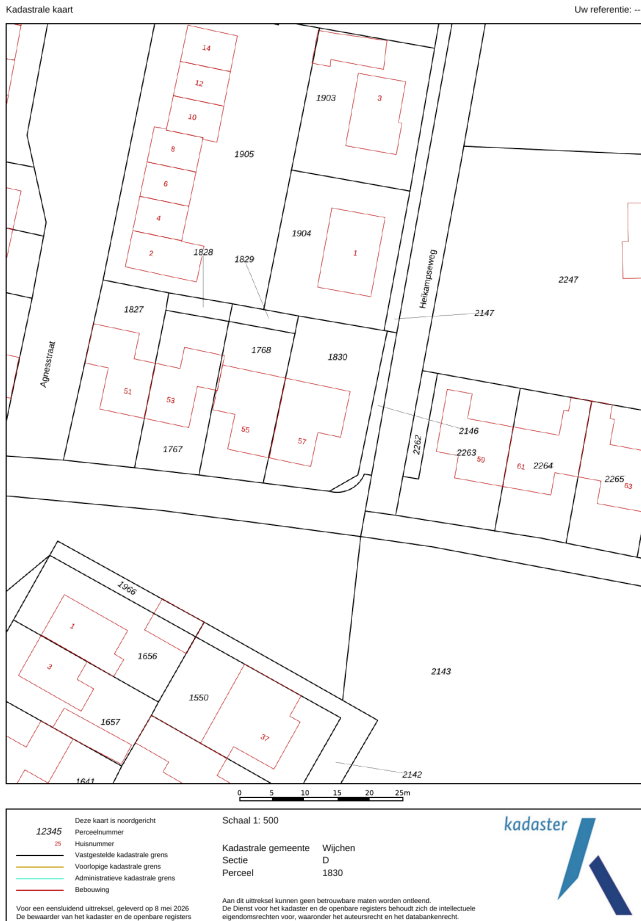 Kadastrale kaart
Uw referentie: --
14
12
10
8
6
4
2
1903
3
1905
1904
1
1828
1829
Heikampseweg
2247
2147
1827
1768
1830
Agnesstraat
51
53
55
57
1767
2146
2262
2263
59
61
2264
2265
63
1966
1
1656
3
1550
1657
37
2143
1641
2142
0 5 10 15 20 25m
Deze kaart is noordgericht
12345 Perceelnummer
25 Huisnummer
Vastgestelde kadastrale grens
Voorlopige kadastrale grens
Administratieve kadastrale grens
Bebouwing
Voor een eensluidend uittreksel, geleverd op 8 mei 2026
De bewaarder van het kadaster en de openbare registers
Schaal 1: 500
Kadastrale gemeente Wijchen
Sectie D
Perceel 1830
Aan dit uittreksel kunnen geen betrouwbare maten worden ontleend.
De Dienst voor het kadaster en de openbare registers behoudt zich de intellectuele
eigendomsrechten voor, waaronder het auteursrecht en het databankenrecht.
kadaster